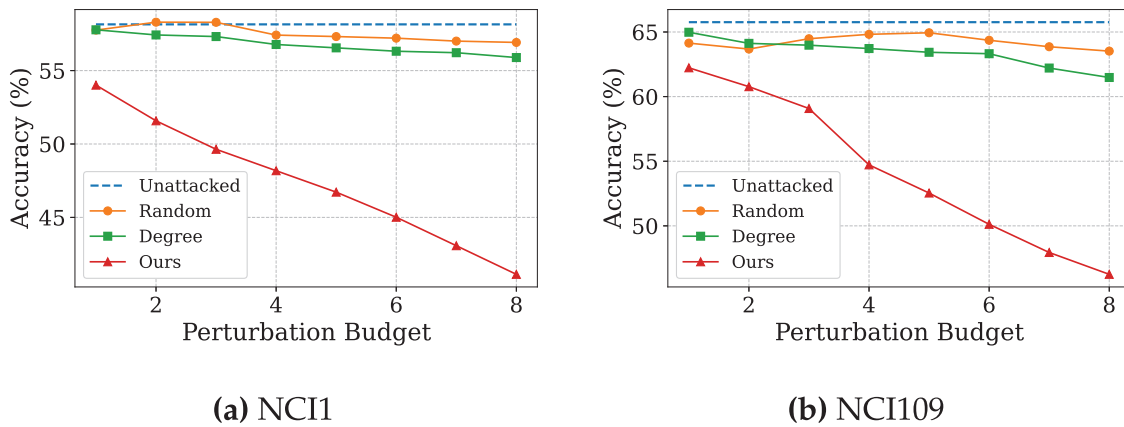 55
50
45
Accuracy (%)
Unattacked
Random
Degree
Ours
2 4 6 8
Perturbation Budget
(a) NCI1
65
60
55
50
Accuracy (%)
Unattacked
Random
Degree
Ours
2 4 6 8
Perturbation Budget
(b) NCI109